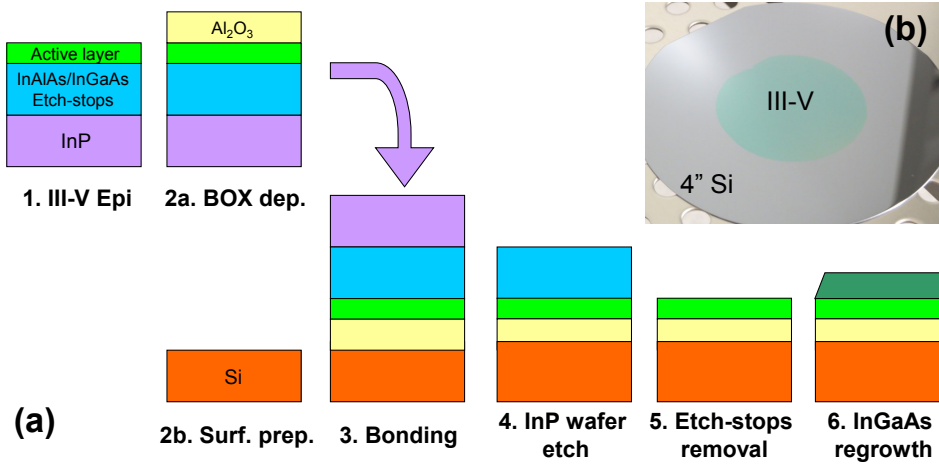 Al₂O₃
Active layer
InAlAs/InGaAs
Etch-stops
InP
1. III-V Epi
2a. BOX dep.
(b)
III-V
4” Si
Si
(a)
2b. Surf. prep.
3. Bonding
4. InP wafer
etch
5. Etch-stops
removal
6. InGaAs
regrowth